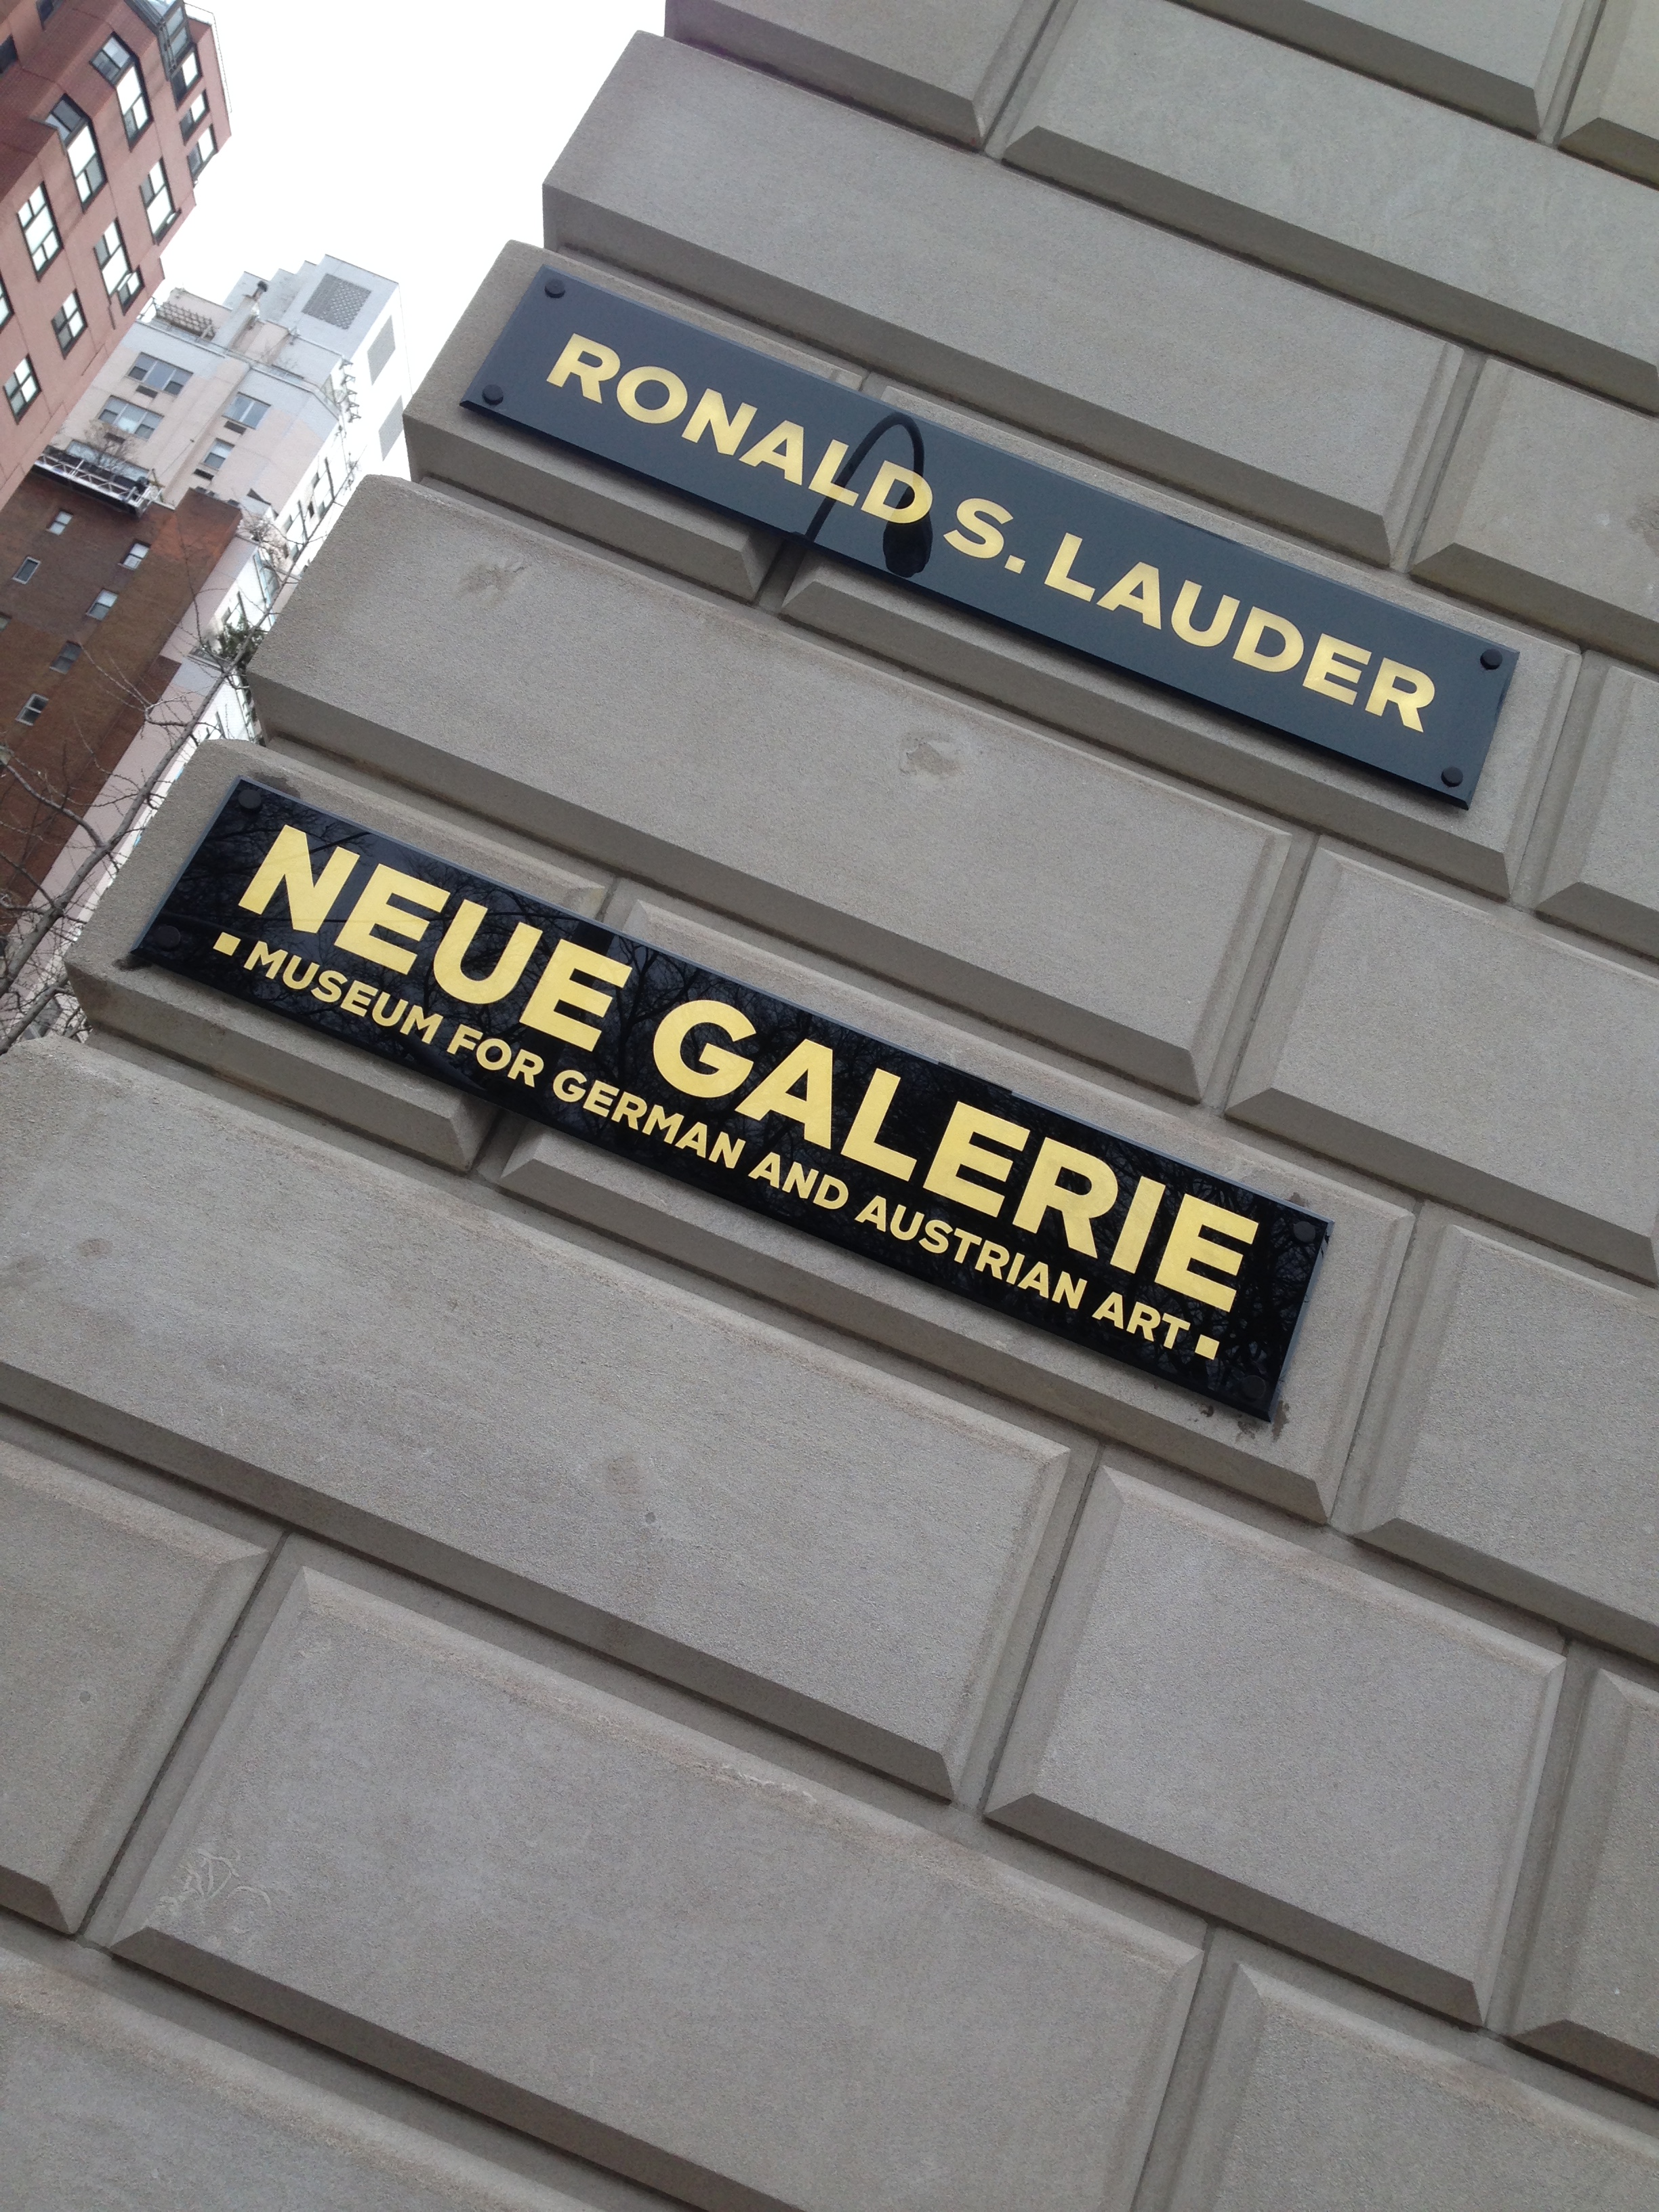 RONALD S. LAUDER
NEUE GALERIE
▪ MUSEUM FOR GERMAN AND AUSTRIAN ART ▪